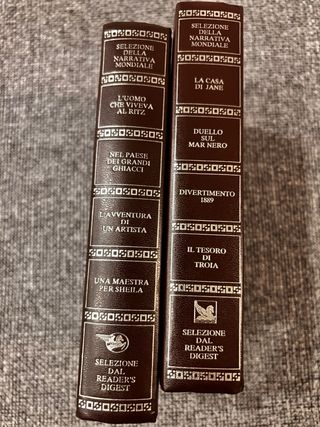 SELEZIONE
DELLA
NARRATIVA
MONDIALE
L'UOMO
CHE VIVEVA
AL RITZ
NEL PAESE
DEI GRANDI
GHIACCI
L'AVVENTURA
DI
UN ARTISTA
UNA MAESTRA
PER SHEILA
SELEZIONE
DAL
READER'S
DIGEST
SELEZIONE
DELLA
NARRATIVA
MONDIALE
LA CASA
DI JANE
DUELLO
SUL
MAR NERO
DIVERTIMENTO
1889
IL TESORO
DI
TROIA
SELEZIONE
DAL
READER'S
DIGEST